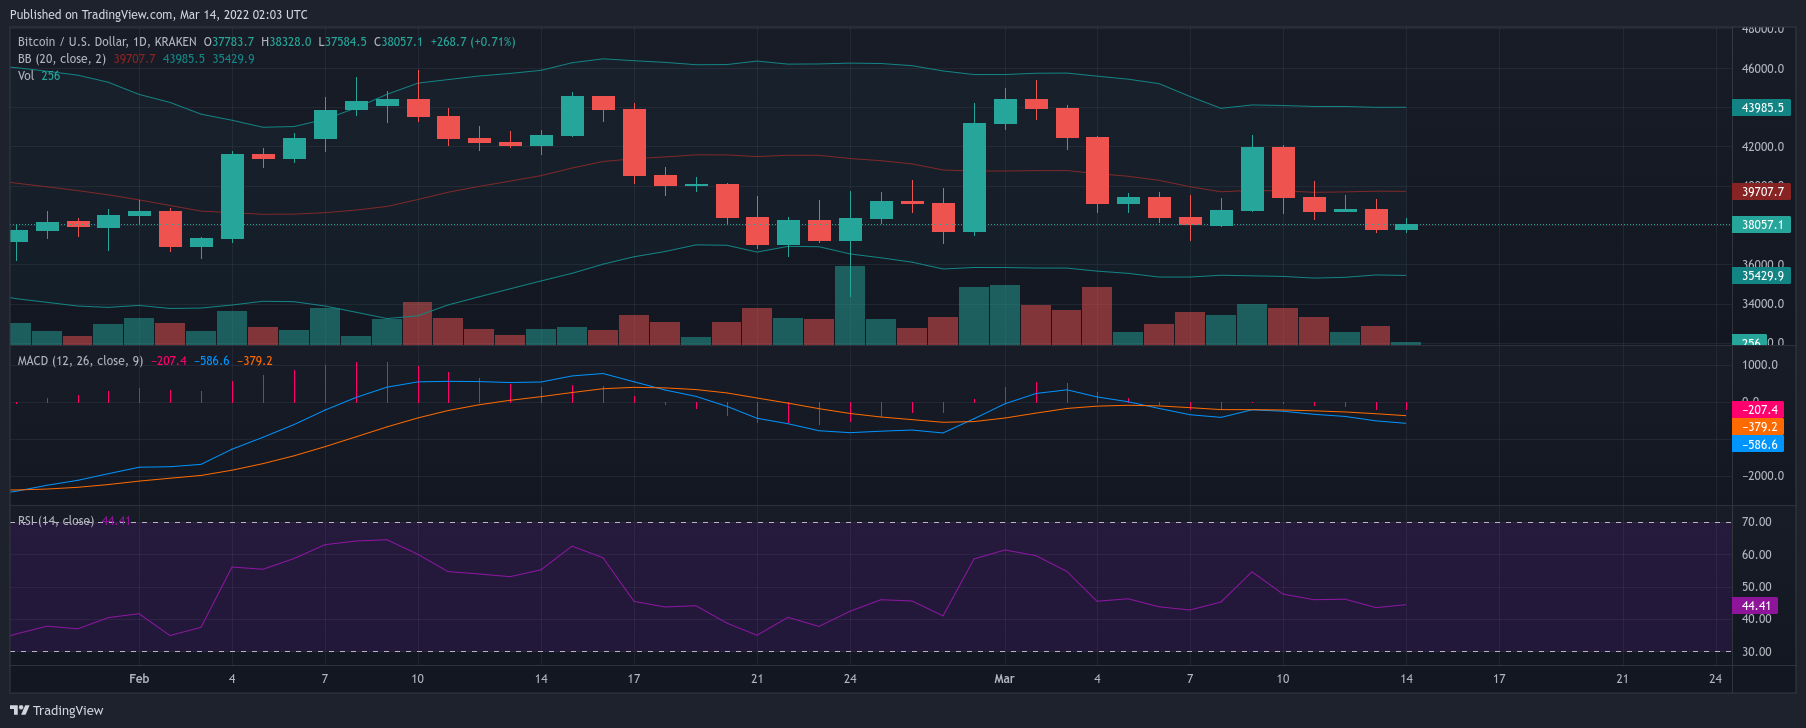 Published on TradingView.com, Mar 14, 2022 02:03 UTC
Bitcoin / U.S. Dollar, 1D, KRAKEN O37783.7 H38328.0 L37584.5 C38057.1 +268.7 (+0.71%)
BB (20, close, 2) 39707.7 43985.5 35429.9
Vol 256
48000.0
46000.0
43985.5
42000.0
39707.7
38057.1
36000.0
35429.9
34000.0
256
MACD (12, 26, close, 9) −207.4 −586.6 −379.2
1000.0
0.0
−207.4
−379.2
−586.6
−2000.0
RSI (14, close) 44.41
70.00
60.00
50.00
44.41
40.00
30.00
Feb 4 7 10 14 17 21 24 Mar 4 7 10 14 17 21 24
TradingView